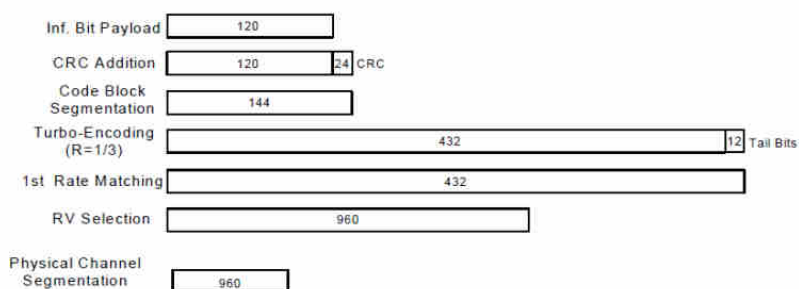 Inf. Bit Payload 120
CRC Addition 120 24 CRC
Code Block
Segmentation 144
Turbo-Encoding
(R=1/3) 432 12 Tail Bits
1st Rate Matching 432
RV Selection 960
Physical Channel
Segmentation 960